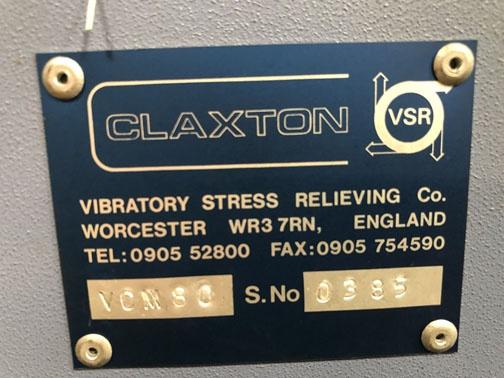 CLAXTON
VSR
VIBRATORY STRESS RELIEVING Co.
WORCESTER WR3 7RN, ENGLAND
TEL:0905 52800 FAX:0905 754590
VCM80 S.No 0385